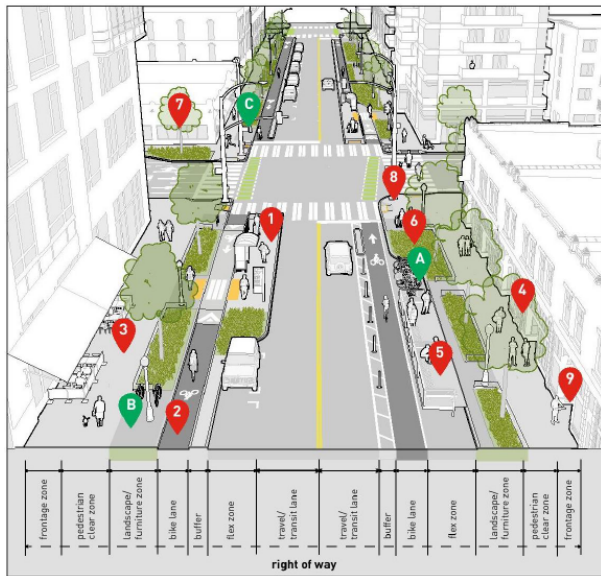 7
C
8
1
6
A
4
3
5
9
B
2
frontage zone
pedestrian
clear zone
landscape/
furniture zone
bike lane
buffer
flex zone
travel/
transit lane
travel/
transit lane
buffer
bike lane
flex zone
landscape/
furniture zone
pedestrian
clear zone
frontage zone
right of way